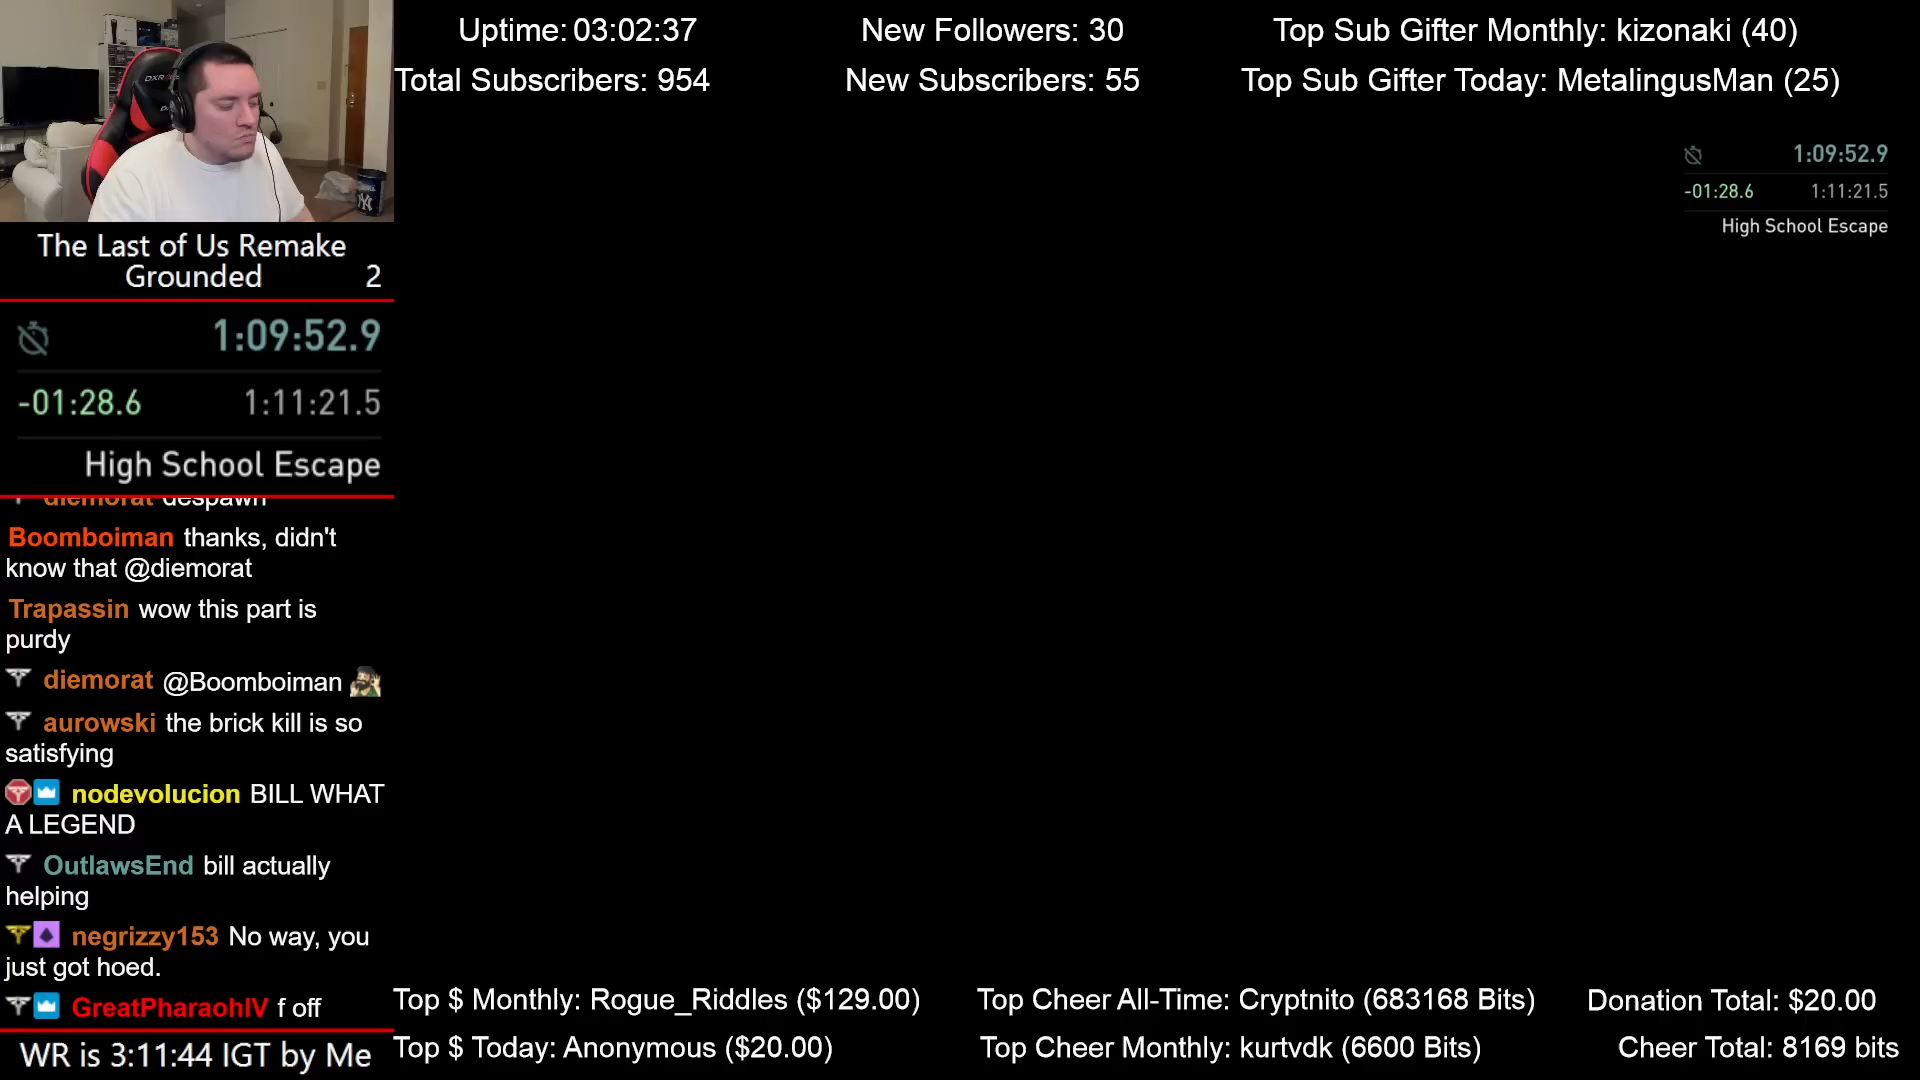 Uptime: 03:02:37
New Followers: 30
Top Sub Gifter Monthly: kizonaki (40)
Total Subscribers: 954
New Subscribers: 55
Top Sub Gifter Today: MetalingusMan (25)
1:09:52.9
-01:28.6 1:11:21.5
High School Escape
The Last of Us Remake
Grounded 2
1:09:52.9
-01:28.6 1:11:21.5
High School Escape
diemorat despawn
Boomboiman thanks, didn't
know that @diemorat
Trapassin wow this part is
purdy
diemorat @Boomboiman
aurowski the brick kill is so
satisfying
nodevolucion BILL WHAT
A LEGEND
OutlawsEnd bill actually
helping
negrizzy153 No way, you
just got hoed.
GreatPharaohIV f off
WR is 3:11:44 IGT by Me
Top $ Monthly: Rogue_Riddles ($129.00)
Top Cheer All-Time: Cryptnito (683168 Bits)
Donation Total: $20.00
Top $ Today: Anonymous ($20.00)
Top Cheer Monthly: kurtvdk (6600 Bits)
Cheer Total: 8169 bits